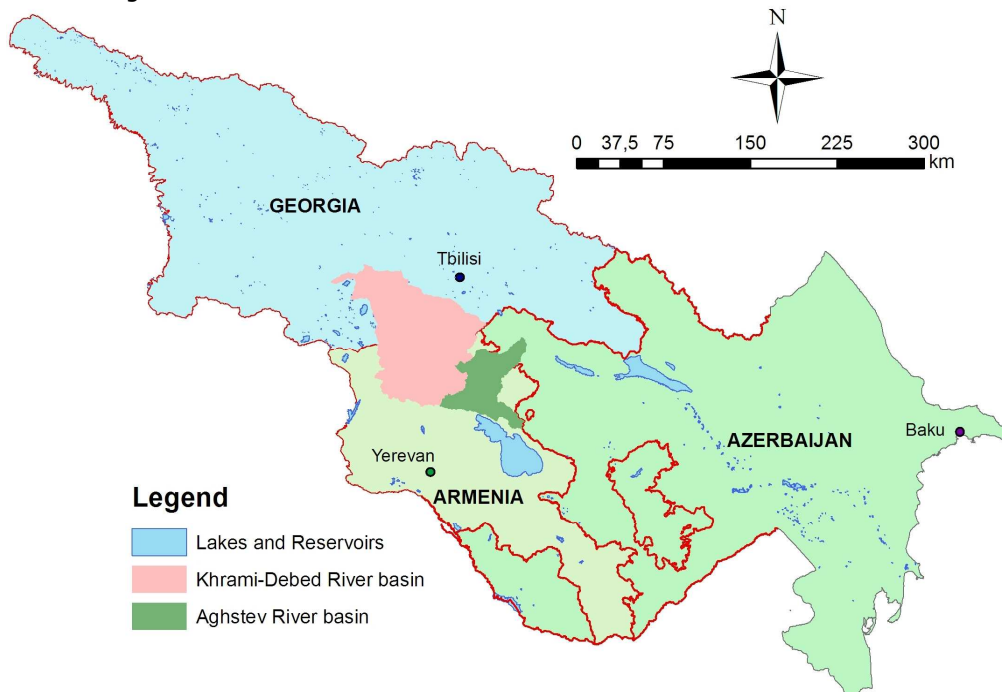 N
0 37,5 75 150 225 300
km
GEORGIA
Tbilisi
AZERBAIJAN
Baku
Yerevan
ARMENIA
Legend
Lakes and Reservoirs
Khrami-Debed River basin
Aghstev River basin